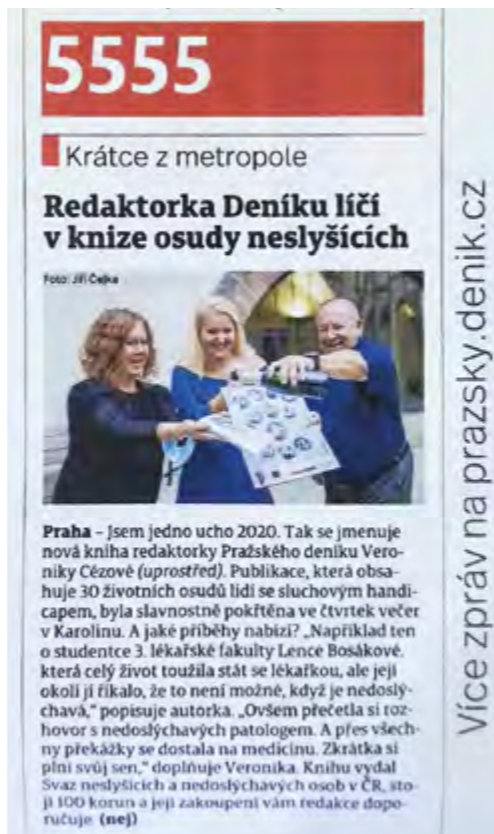 5555
Krátce z metropole
Redaktorka Deníku líčí
v knize osudy neslyšících
Foto: Jiří Čejka
Praha – Jsem jedno ucho 2020. Tak se jmenuje
nová kniha redaktorky Pražského deníku Vero-
niky Cézové (uprostřed). Publikace, která obsa-
huje 30 životních osudů lidí se sluchovým handi-
capem, byla slavnostně pokřtěna ve čtvrtek večer
v Karolinu. A jaké příběhy nabízí? „Například ten
o studentce 3. lékařské fakulty Lence Bosákové,
která celý život toužila stát se lékařkou, ale její
okolí jí říkalo, že to není možné, když je nedoslý-
chavá,“ popisuje autorka. „Ovšem přečetla si roz-
hovor s nedoslýchavých patologem. A přes všech-
ny překážky se dostala na medicínu. Zkrátka si
plní svůj sen,“ doplňuje Veronika. Knihu vydal
Svaz neslyšících a nedoslýchavých osob v ČR, sto-
jí 100 korun a její zakoupení vám redakce dopo-
ručuje. (nej)
Více zpráv na prazsky.denik.cz